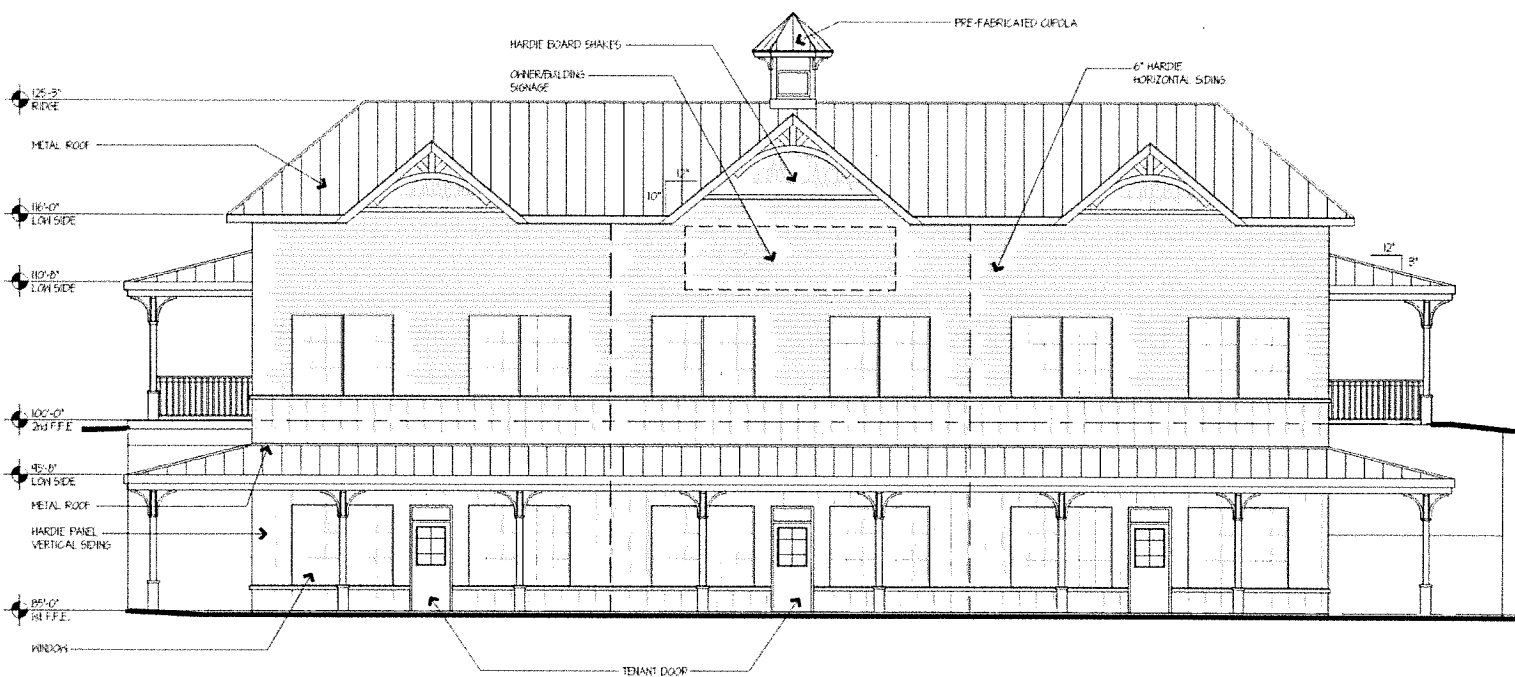 PRE-FABRICATED CUPOLA
HARDIE BOARD SHAKES
OWNER/BUILDING
SIGNAGE
6" HARDIE
HORIZONTAL SIDING
125'-3"
RIDGE
METAL ROOF
12"
10"
116'-0"
LOW SIDE
110'-8"
LOW SIDE
12"
3"
100'-0"
2nd F.F.E.
95'-8"
LOW SIDE
METAL ROOF
HARDIE PANEL
VERTICAL SIDING
85'-0"
1st F.F.E.
WINDOW
TENANT DOOR